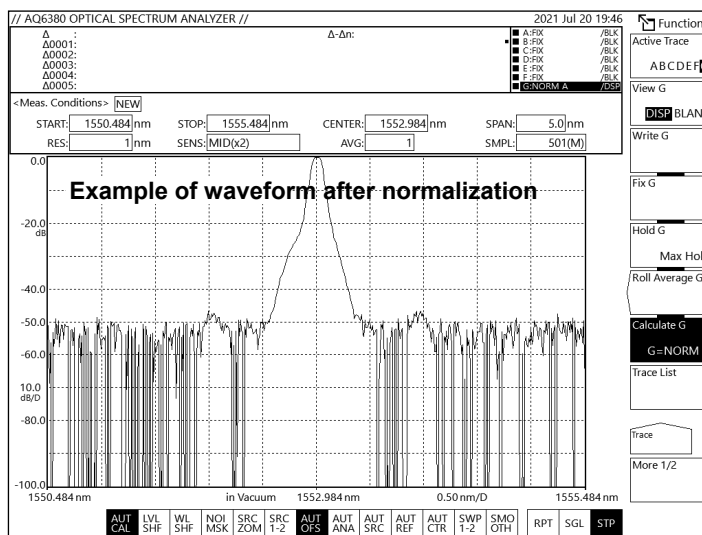 // AQ6380 OPTICAL SPECTRUM ANALYZER //
2021 Jul 20 19:46
Δ :
Δ-Δn:
Δ0001:
Δ0002:
Δ0003:
Δ0004:
Δ0005:
A:FIX /BLK
B:FIX /BLK
C:FIX /BLK
D:FIX /BLK
E:FIX /BLK
F:FIX /BLK
G:NORM A /DSP
<Meas. Conditions> NEW
START: 1550.484 nm STOP: 1555.484 nm CENTER: 1552.984 nm SPAN: 5.0 nm
RES: 1 nm SENS: MID(x2) AVG: 1 SMPL: 501(M)
Example of waveform after normalization
0.0
-20.0
dB
-40.0
-50.0
-60.0
10.0
dB/D
-80.0
-100.0
1550.484 nm in Vacuum 1552.984 nm 0.50 nm/D 1555.484 nm
AUT CAL
LVL SHF
WL SHF
NOI MSK
SRC ZOM
SRC 1-2
AUT OFS
AUT ANA
AUT SRC
AUT REF
AUT CTR
SWP 1-2
SMO OTH
RPT
SGL
STP
Function
Active Trace
ABCDEF
View G
DISP BLAN
Write G
Fix G
Hold G
Max Hol
Roll Average G
Calculate G
G=NORM
Trace List
Trace
More 1/2